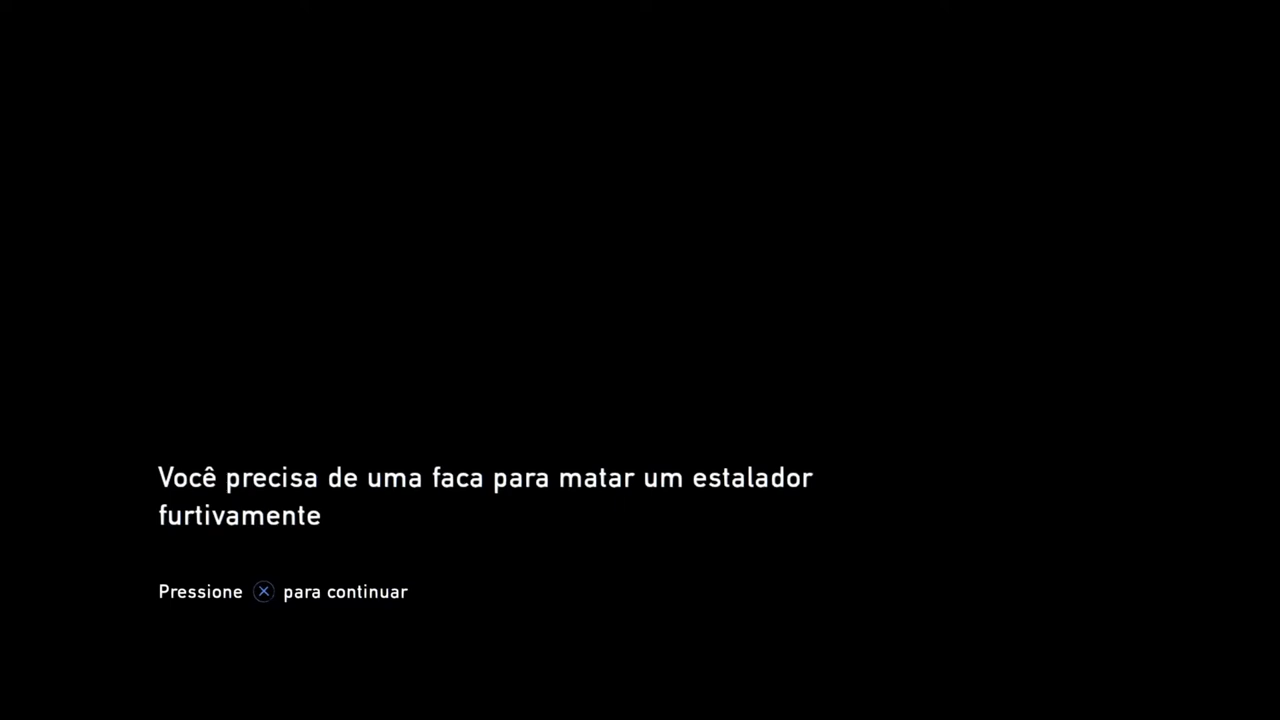 Você precisa de uma faca para matar um estalador
furtivamente
Pressione ⓧ para continuar